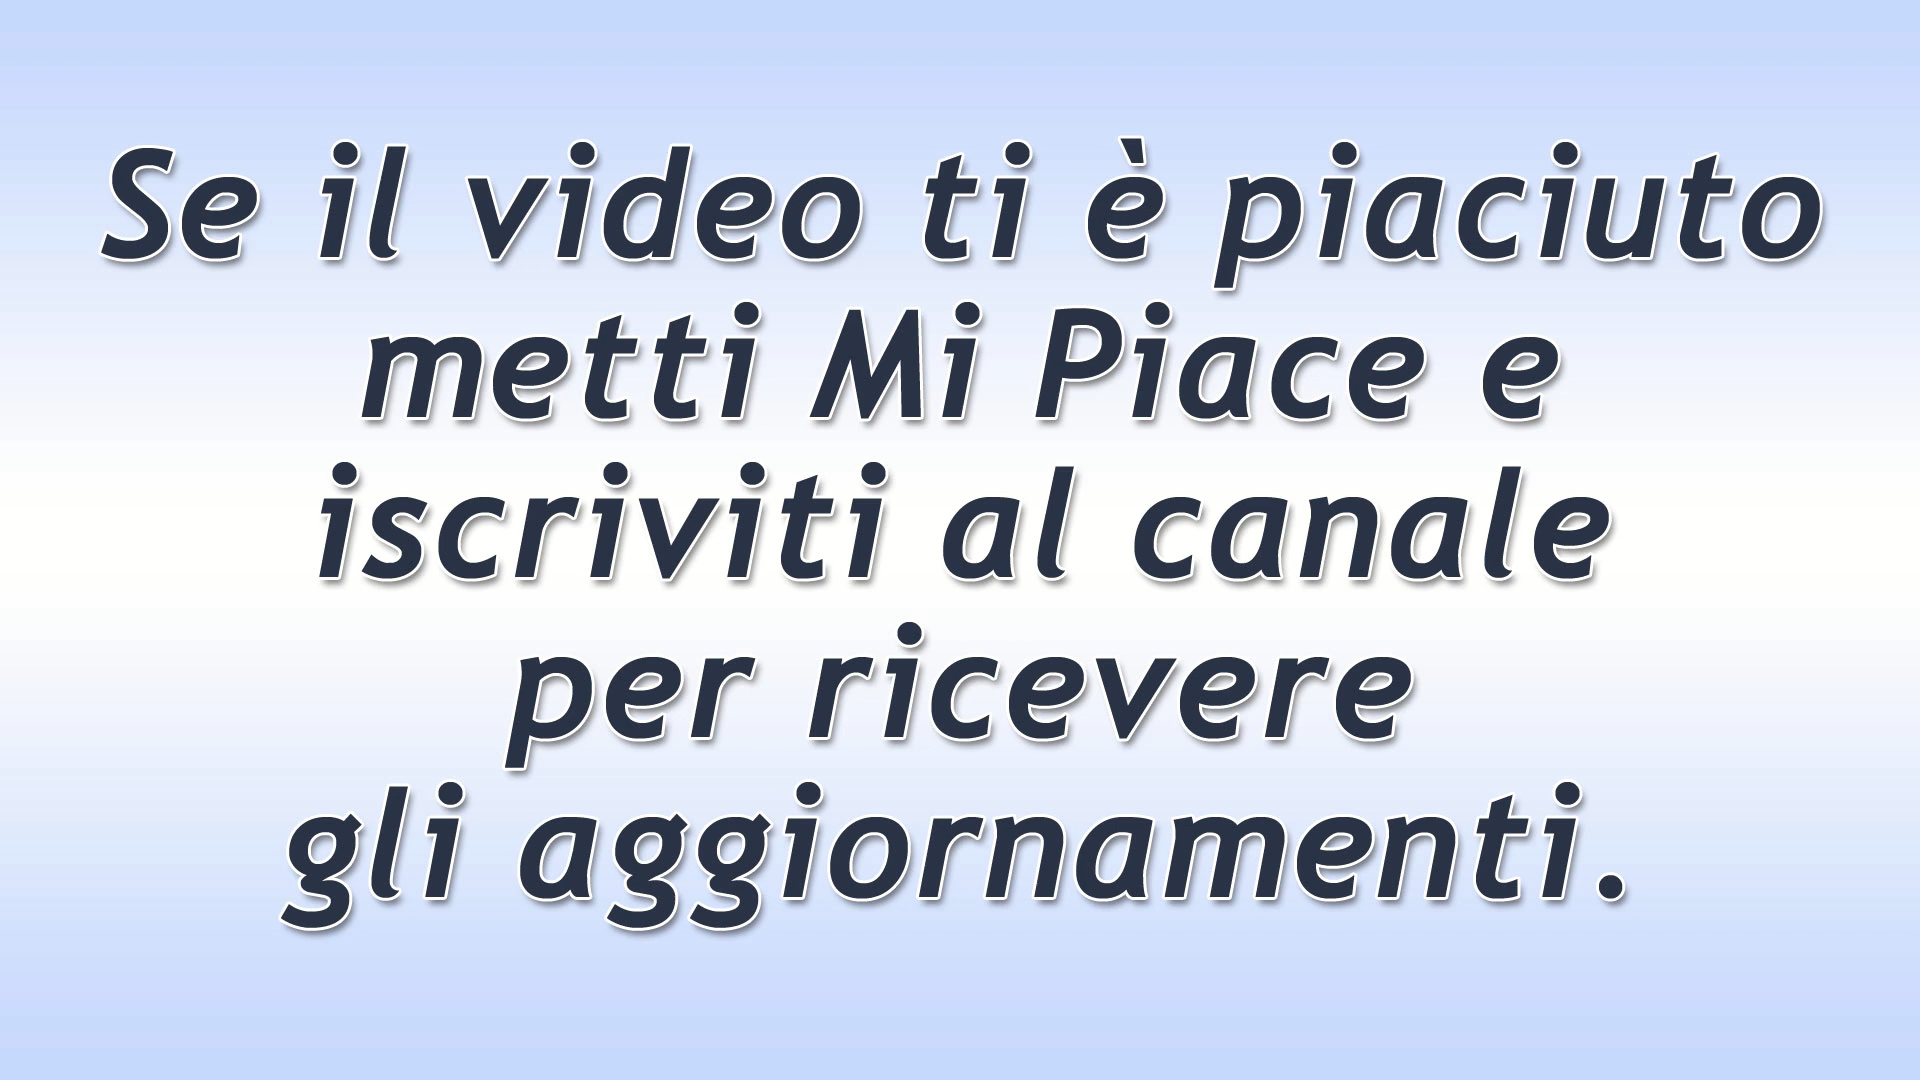 Se il video ti è piaciuto
metti Mi Piace e
iscriviti al canale
per ricevere
gli aggiornamenti.